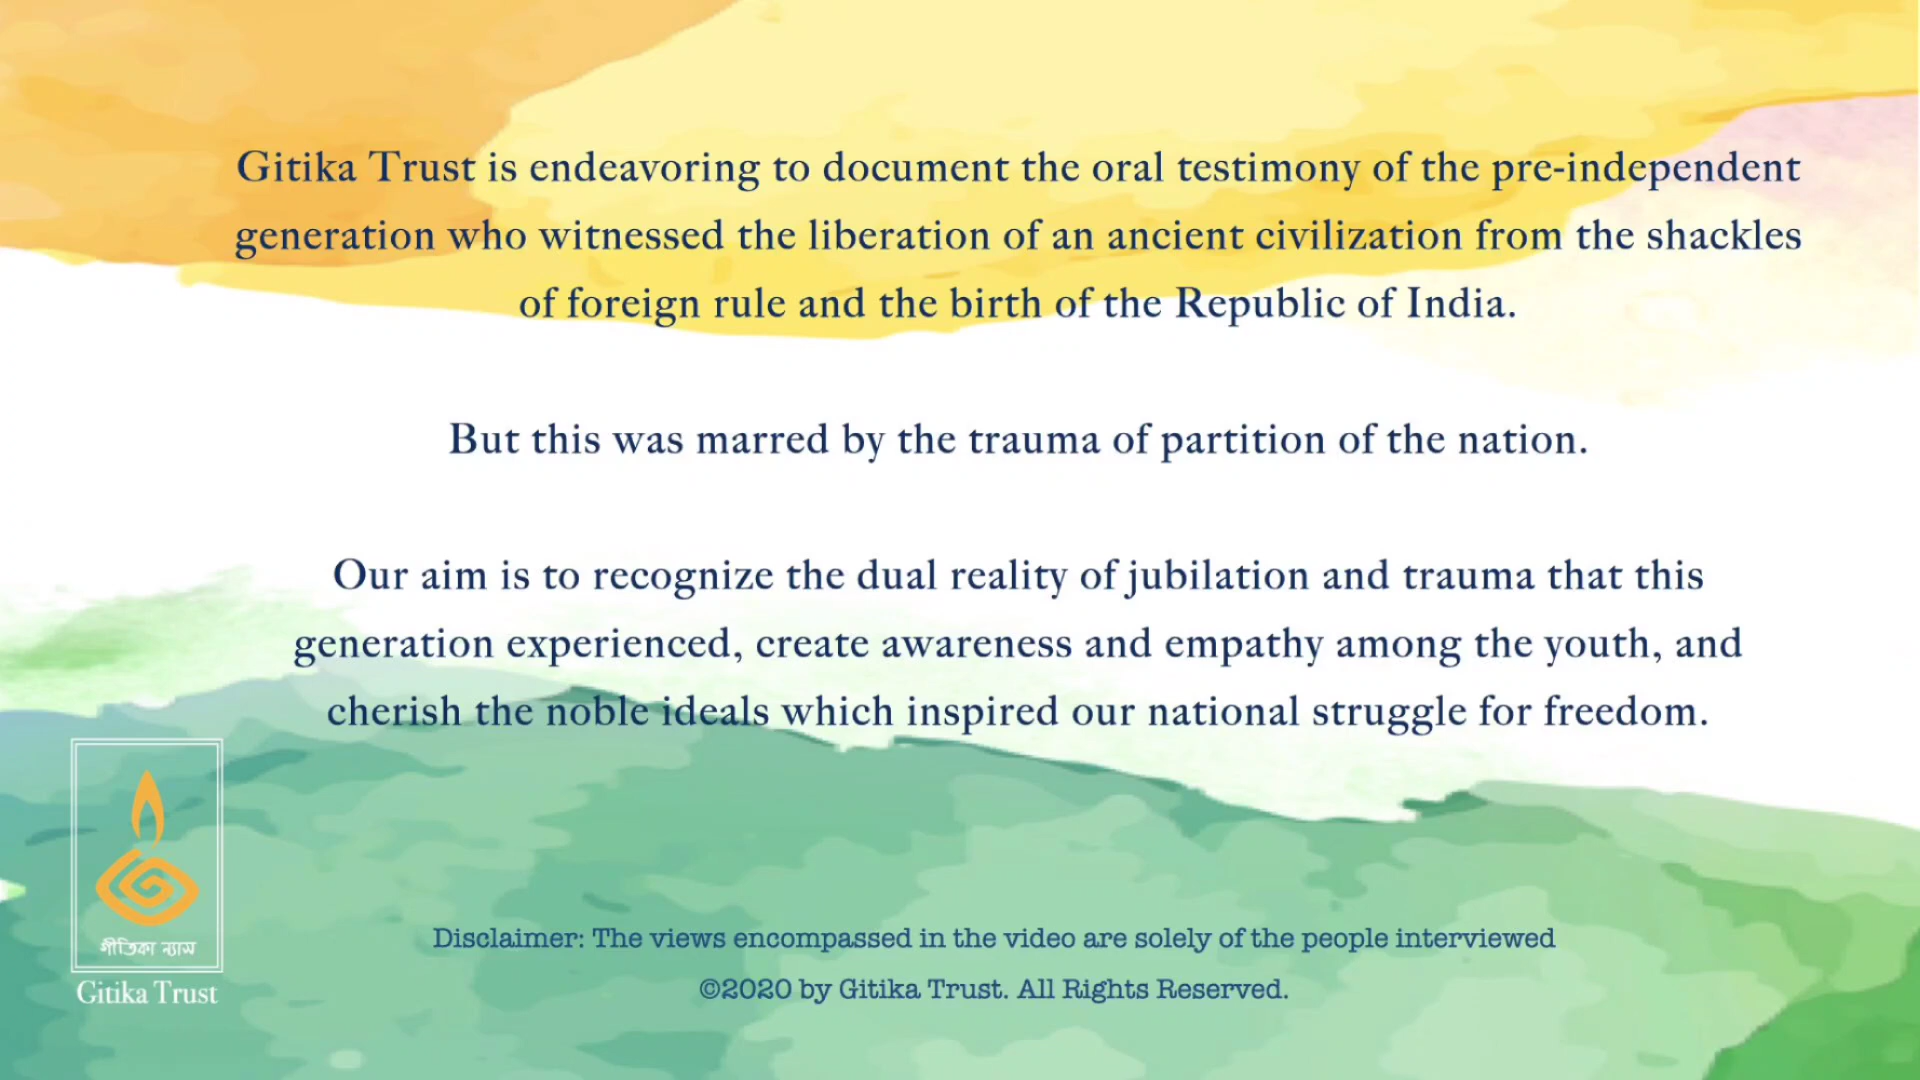 Gitika Trust is endeavoring to document the oral testimony of the pre-independent
generation who witnessed the liberation of an ancient civilization from the shackles
of foreign rule and the birth of the Republic of India.
But this was marred by the trauma of partition of the nation.
Our aim is to recognize the dual reality of jubilation and trauma that this
generation experienced, create awareness and empathy among the youth, and
cherish the noble ideals which inspired our national struggle for freedom.
গীতিকা ন্যাস
Gitika Trust
Disclaimer: The views encompassed in the video are solely of the people interviewed
©2020 by Gitika Trust. All Rights Reserved.